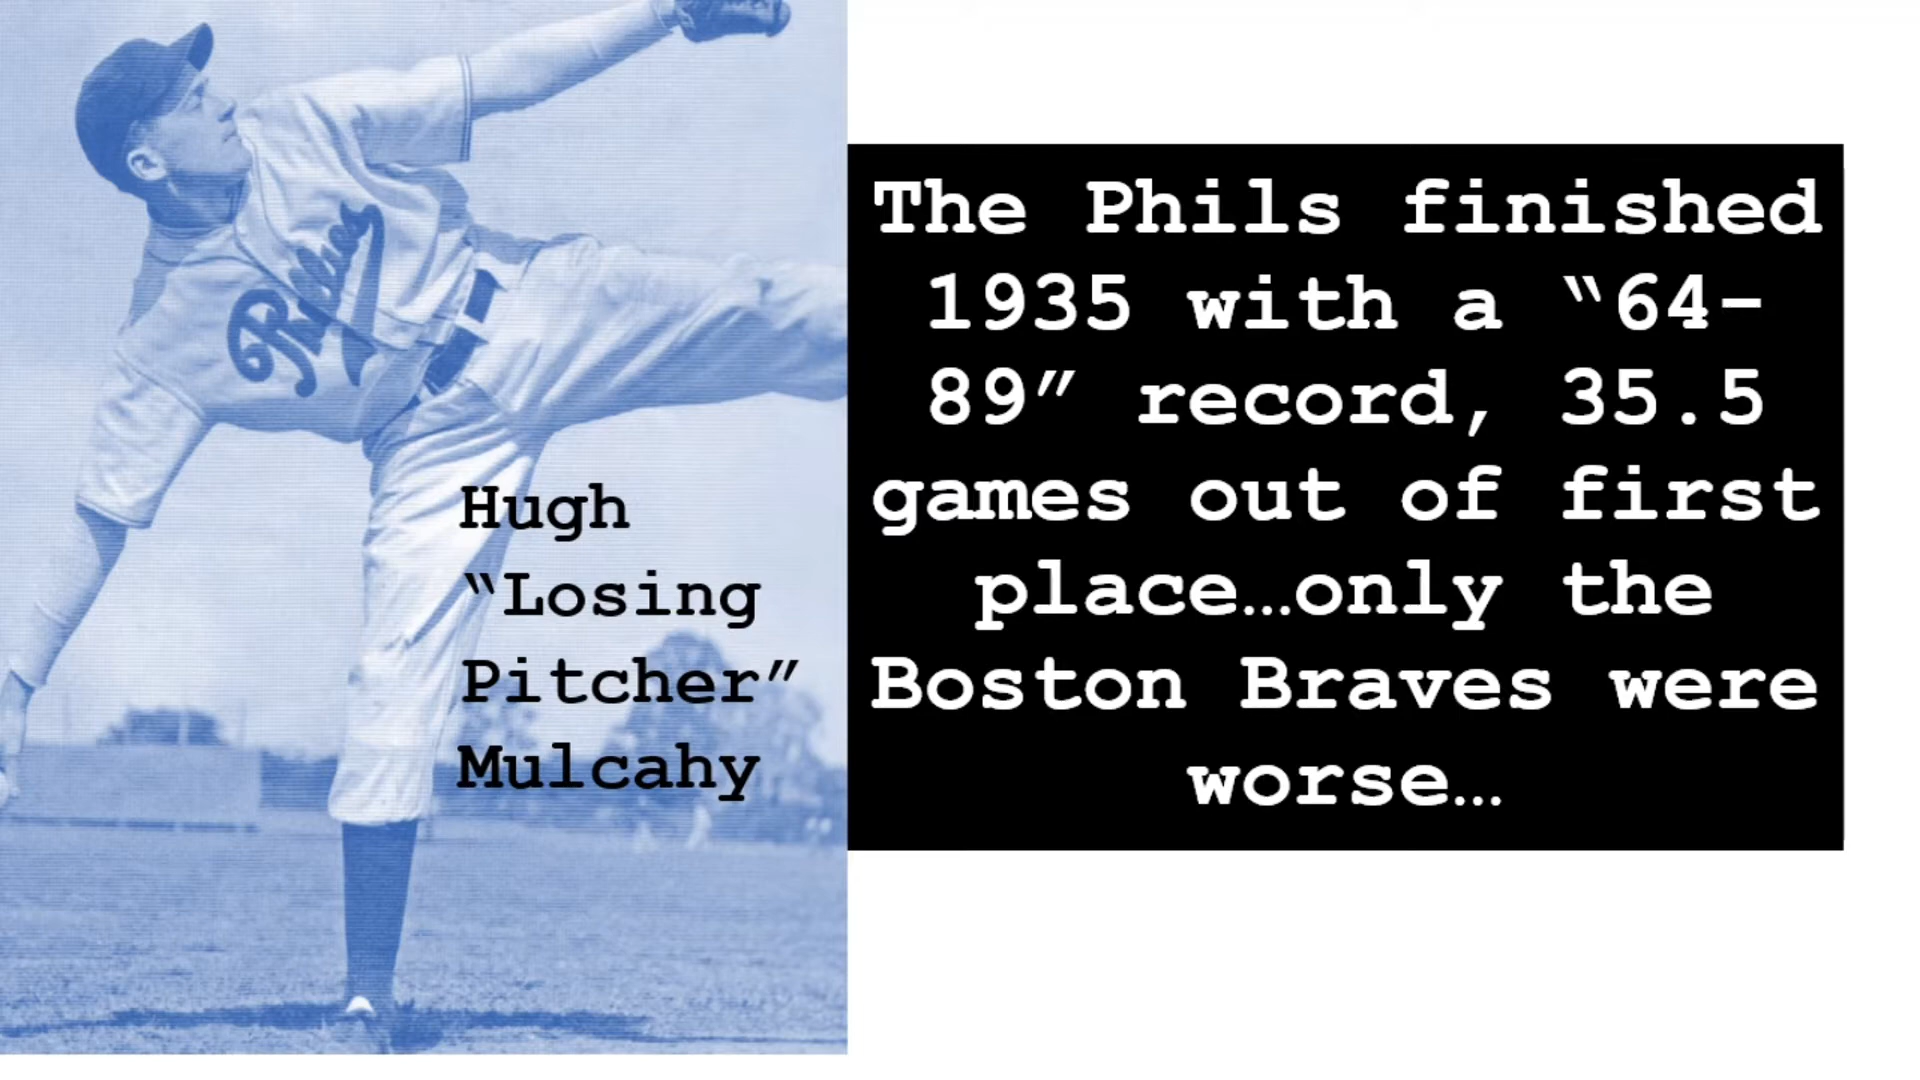 Phillies
Hugh
“Losing
Pitcher”
Mulcahy
The Phils finished
1935 with a “64-
89” record, 35.5
games out of first
place…only the
Boston Braves were
worse…